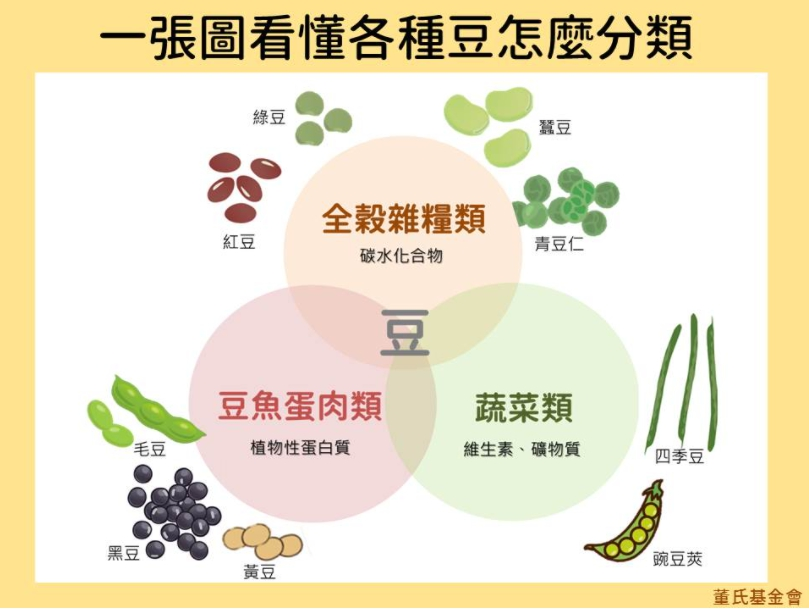 一張圖看懂各種豆怎麼分類
綠豆
蠶豆
紅豆
青豆仁
全穀雜糧類
碳水化合物
豆
豆魚蛋肉類
植物性蛋白質
蔬菜類
維生素、礦物質
毛豆
四季豆
黑豆
黃豆
豌豆莢
董氏基金會